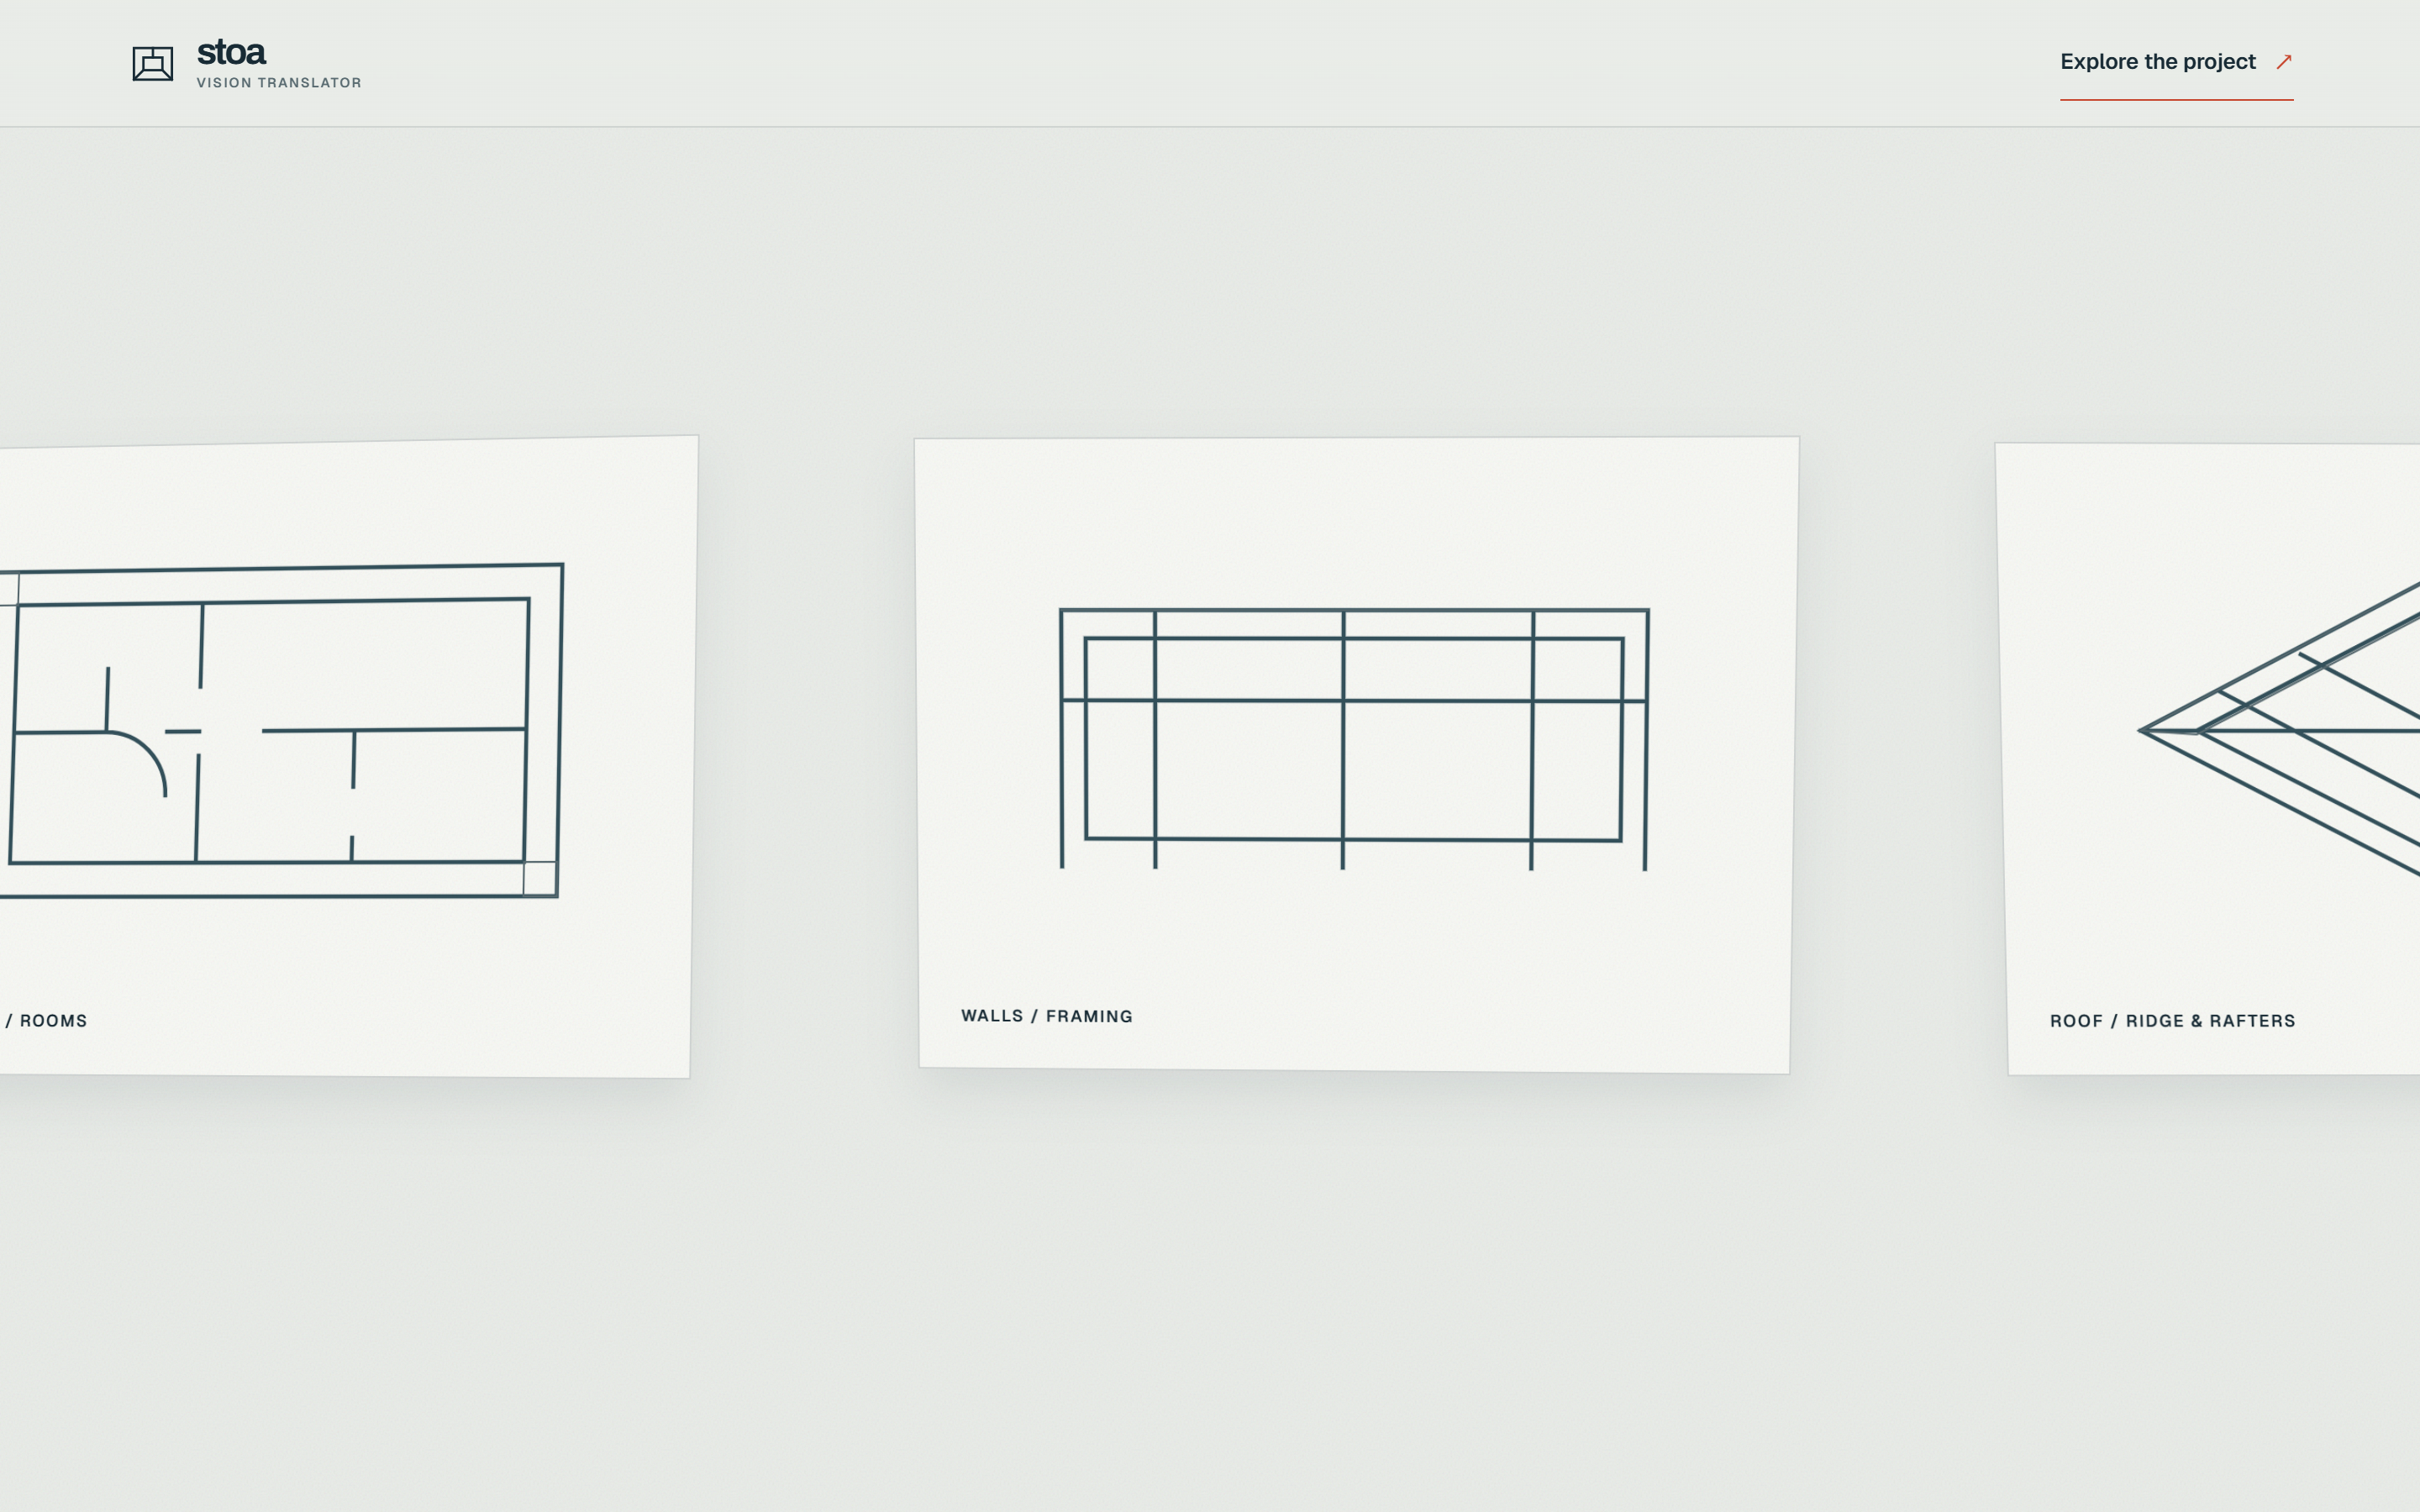 stoa
VISION TRANSLATOR
Explore the project ↗
/ ROOMS
WALLS / FRAMING
ROOF / RIDGE & RAFTERS